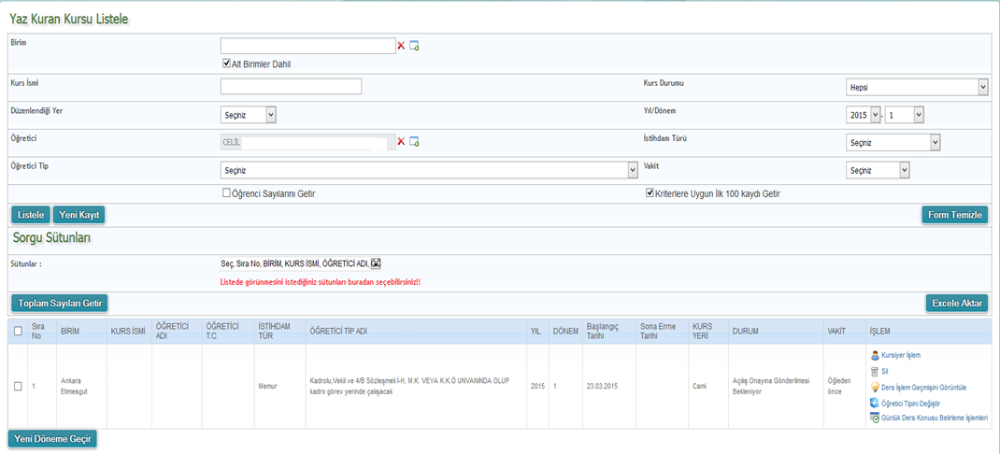 Yaz Kuran Kursu Listele
Birim
Alt Birimler Dahil
Kurs İsmi
Kurs Durumu
Hepsi
Düzenlendiği Yer
Seçiniz
Yıl/Dönem
2015 - 1
Öğretici
CELİL
İstihdam Türü
Seçiniz
Öğretici Tip
Seçiniz
Vakit
Seçiniz
Öğrenci Sayılarını Getir
Kriterlere Uygun İlk 100 kaydı Getir
Listele
Yeni Kayıt
Form Temizle
Sorgu Sütunları
Sütunlar :
Seç, Sıra No, BİRİM, KURS İSMİ, ÖĞRETİCİ ADI,
Listede görünmesini istediğiniz sütunları buradan seçebilirsiniz!!
Toplam Sayıları Getir
Excele Aktar
Sıra No BİRİM KURS İSMİ ÖĞRETİCİ ADI ÖĞRETİCİ T.C. İSTİHDAM TÜR ÖĞRETİCİ TİP ADI YIL DÖNEM Başlangıç Tarihi Sona Erme Tarihi KURS YERİ DURUM VAKİT İŞLEM
1
Ankara Etimesgut
Memur
Kadrolu,Vekil ve 4/B Sözleşmeli İ-H, M.K. VEYA K.K.Ö UNVANINDA OLUP
kadro görev yerinde çalışacak
2015
1
23.03.2015
Cami
Açılış Onayına Gönderilmesi
Bekleniyor
Öğleden
önce
Kursiyer İşlem
Sil
Ders İşlem Geçmişini Görüntüle
Öğretici Tipini Değiştir
Günlük Ders Konusu Belirleme İşlemleri
Yeni Döneme Geçir